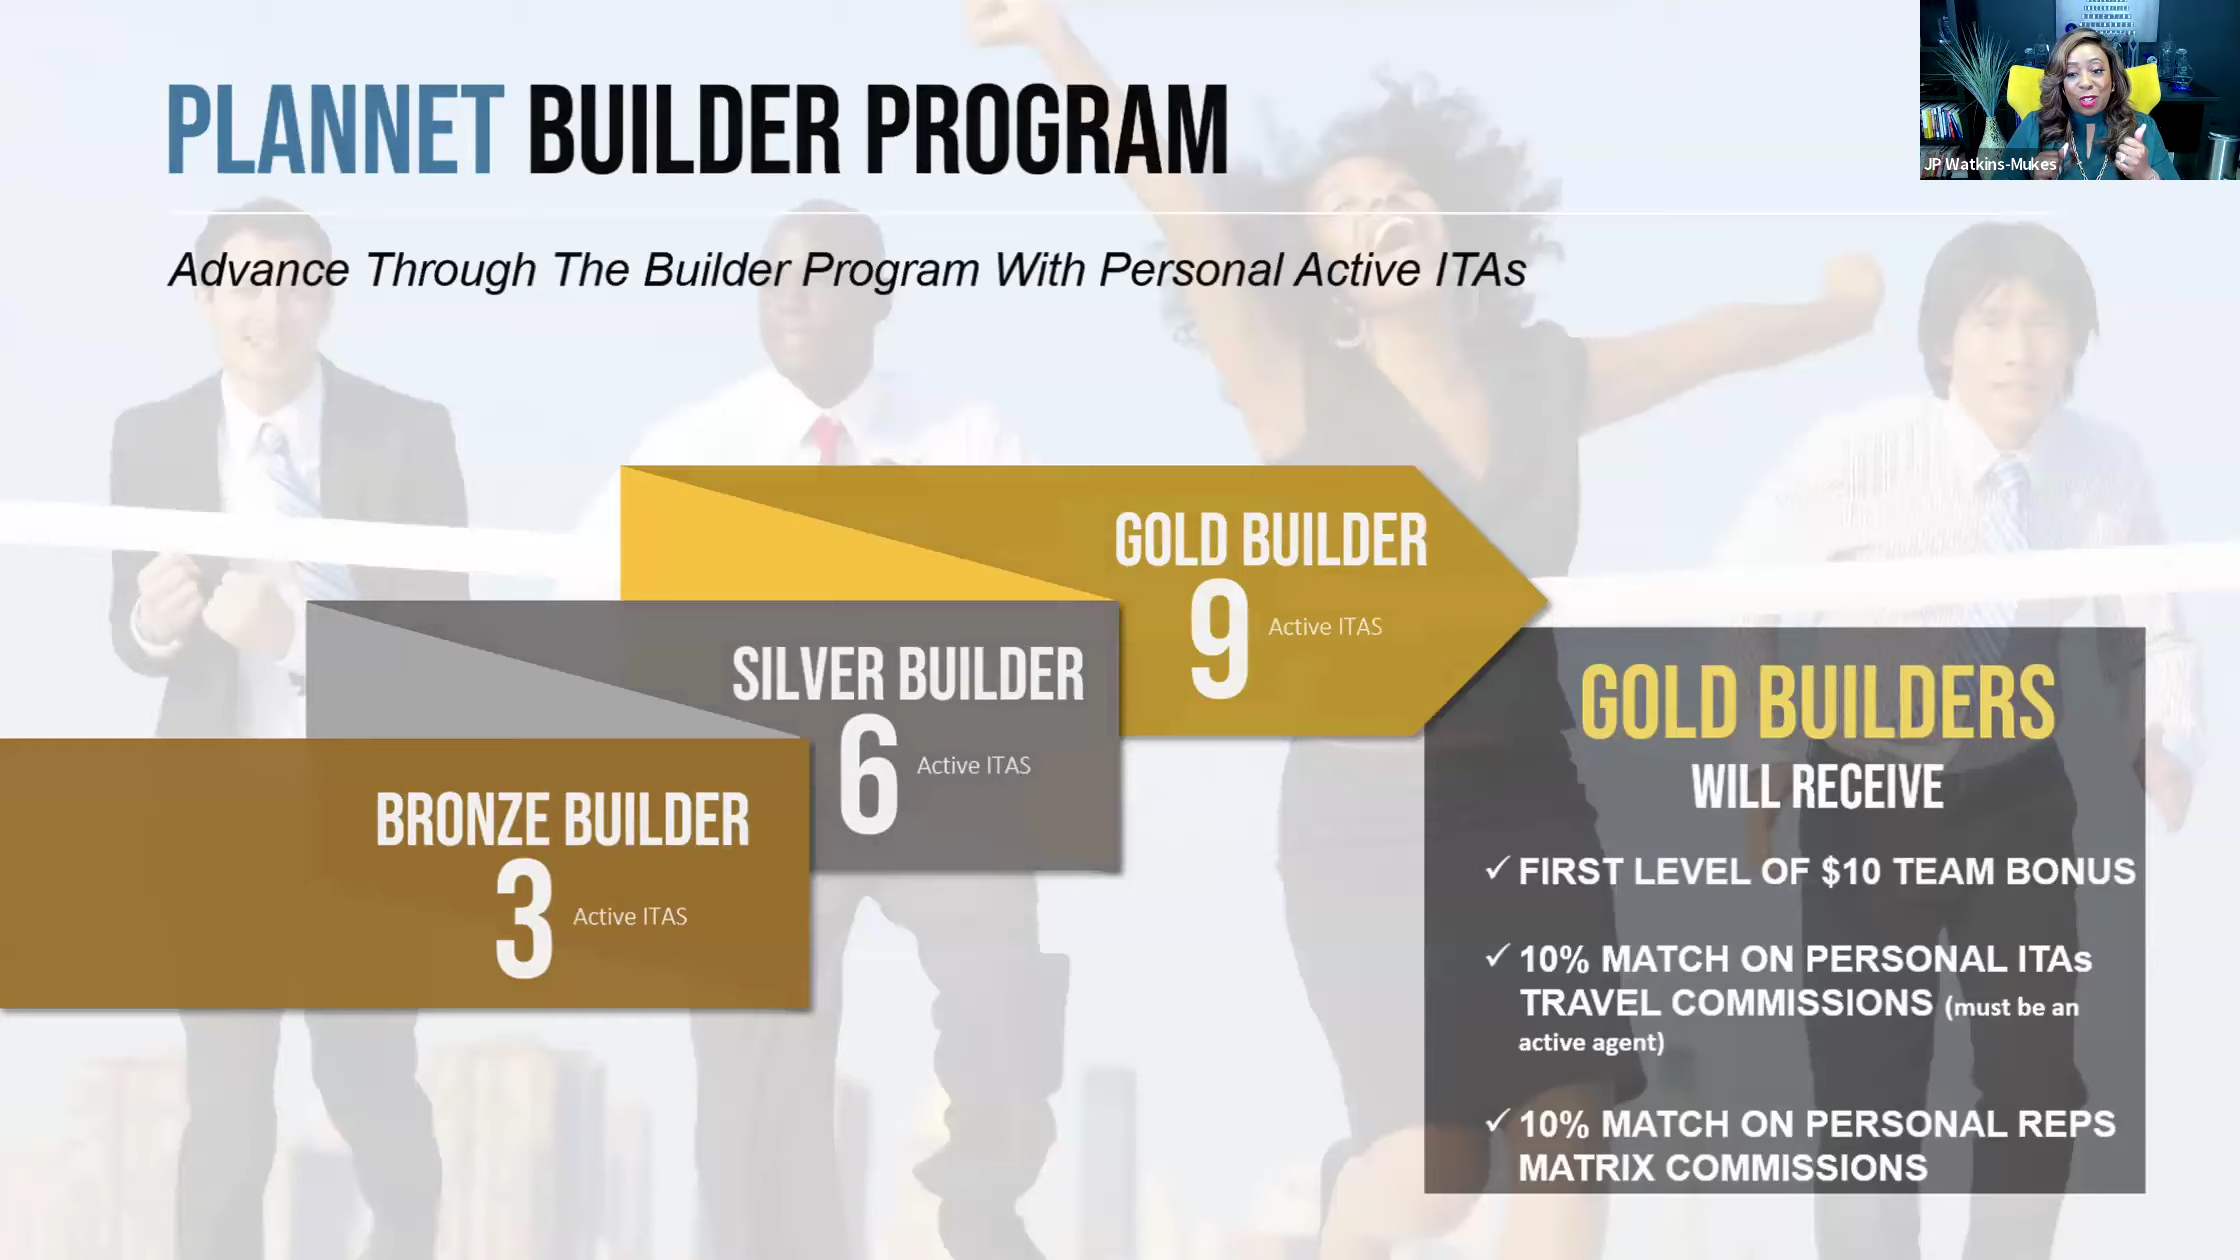 PLANNET BUILDER PROGRAM
JP Watkins-Mukes
Advance Through The Builder Program With Personal Active ITAs
GOLD BUILDER
9 Active ITAS
SILVER BUILDER
6 Active ITAS
BRONZE BUILDER
3 Active ITAS
GOLD BUILDERS
WILL RECEIVE
✓ FIRST LEVEL OF $10 TEAM BONUS
✓ 10% MATCH ON PERSONAL ITAs
TRAVEL COMMISSIONS (must be an
active agent)
✓ 10% MATCH ON PERSONAL REPS
MATRIX COMMISSIONS